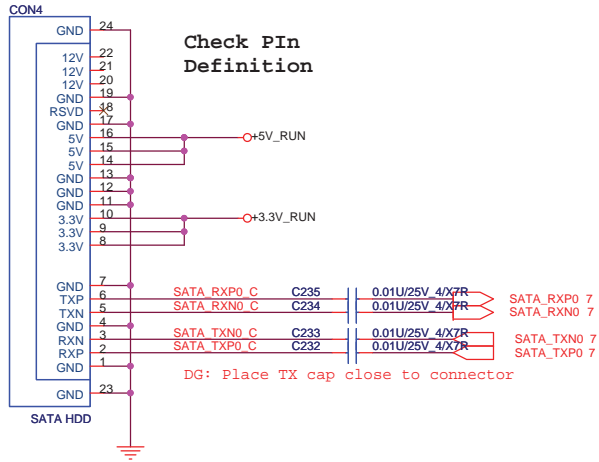 CON4
GND 24
Check PIn
Definition
12V 22
12V 21
12V 20
GND 19
RSVD 18
GND 17
5V 16
5V 15
5V 14
+5V_RUN
GND 13
GND 12
GND 11
3.3V 10
3.3V 9
3.3V 8
+3.3V_RUN
GND 7
TXP 6 SATA_RXP0_C C235 0.01U/25V_4/X7R SATA_RXP0 7
TXN 5 SATA_RXN0_C C234 0.01U/25V_4/X7R SATA_RXN0 7
GND 4
RXN 3 SATA_TXN0_C C233 0.01U/25V_4/X7R SATA_TXN0 7
RXP 2 SATA_TXP0_C C232 0.01U/25V_4/X7R SATA_TXP0 7
GND 1
DG: Place TX cap close to connector
GND 23
SATA HDD